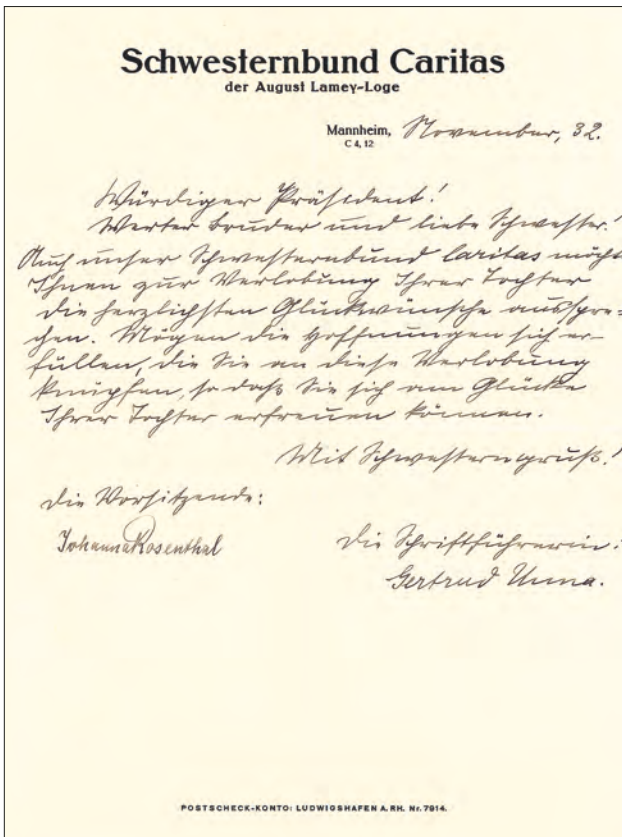 Schwesternbund Caritas
der August Lamey-Loge
Mannheim, November, 32.
C 4, 12
Würdiger Präsident!
Werter Bruder und liebe Schwester!
Auch unser Schwesternbund Caritas möcht
Ihnen zur Verlobung Ihrer Tochter
die herzlichsten Glückwünsche ausspre=
chen. Mögen die Hoffnungen sich er-
füllen, die Sie an diese Verlobung
knüpfen, so daß Sie sich am Glücke
Ihrer Tochter erfreuen können.
Mit Schwesterngruß!
Die Vorsitzende:
Johanna Rosenthal
Die Schriftführerin:
Gertrud Unna.
POSTSCHECK-KONTO: LUDWIGSHAFEN A. RH. Nr. 7914.